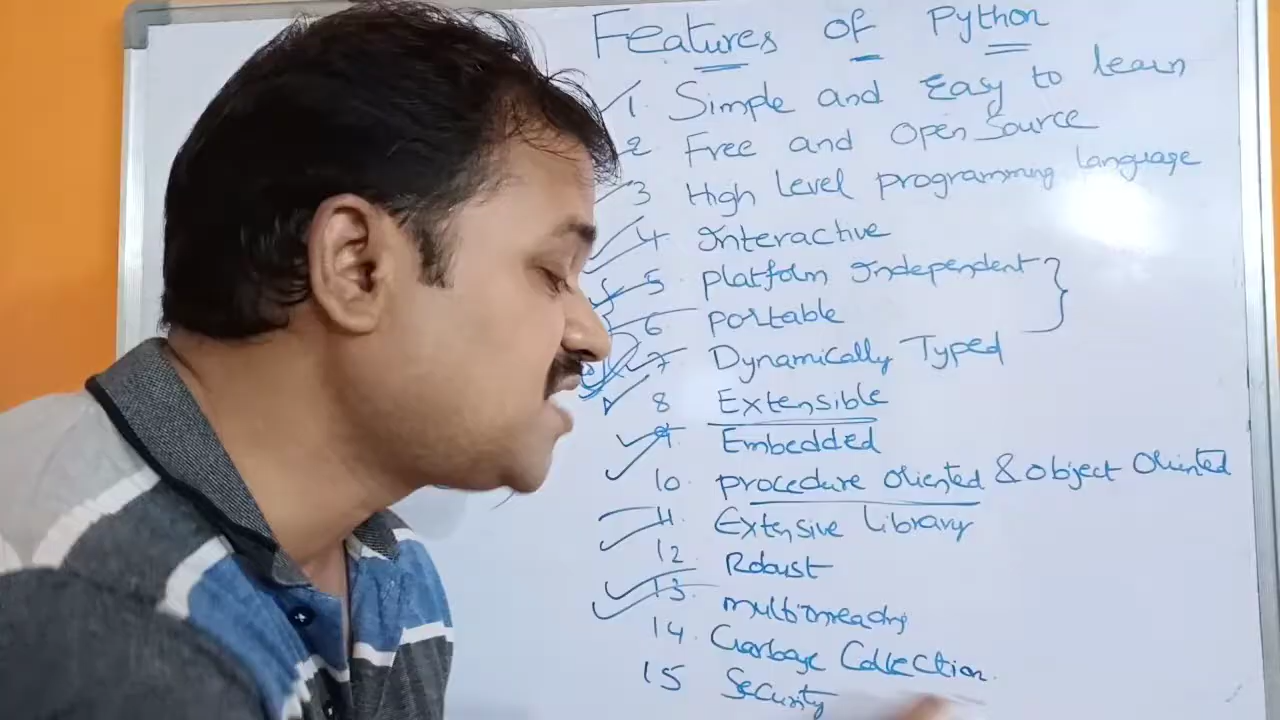 Features of Python
1. Simple and Easy to learn
2 Free and Open Source
3 High Level programming language
4. Interactive
5. platform Independent
6 portable
7 Dynamically Typed
8 Extensible
9. Embedded
10. procedure oriented & object oriented
11. Extensive Library
12. Robust
13. multithreading
14. Garbage Collection.
15 Security